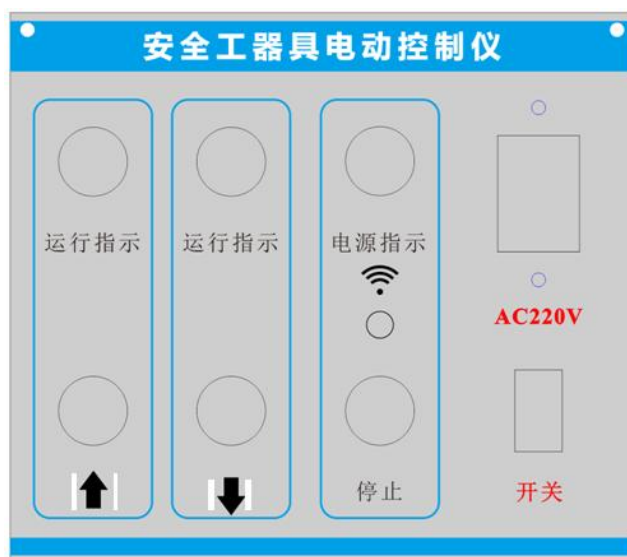 安全工器具电动控制仪
运行指示
运行指示
电源指示
AC220V
停止
开关